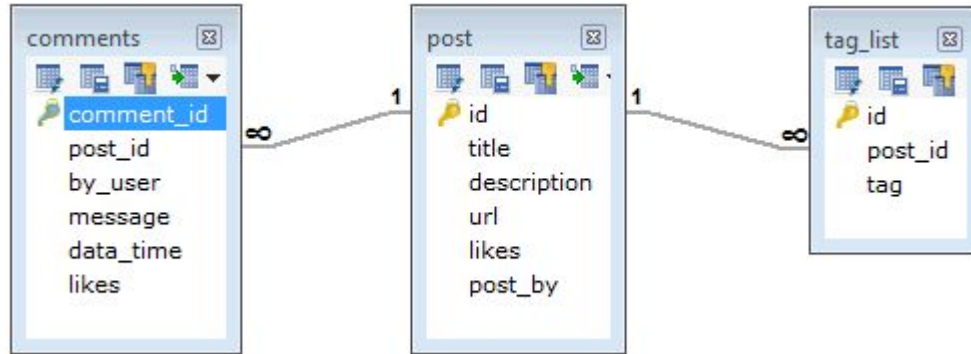 comments
comment_id
post_id
by_user
message
data_time
likes
∞
1
post
id
title
description
url
likes
post_by
1
∞
tag_list
id
post_id
tag